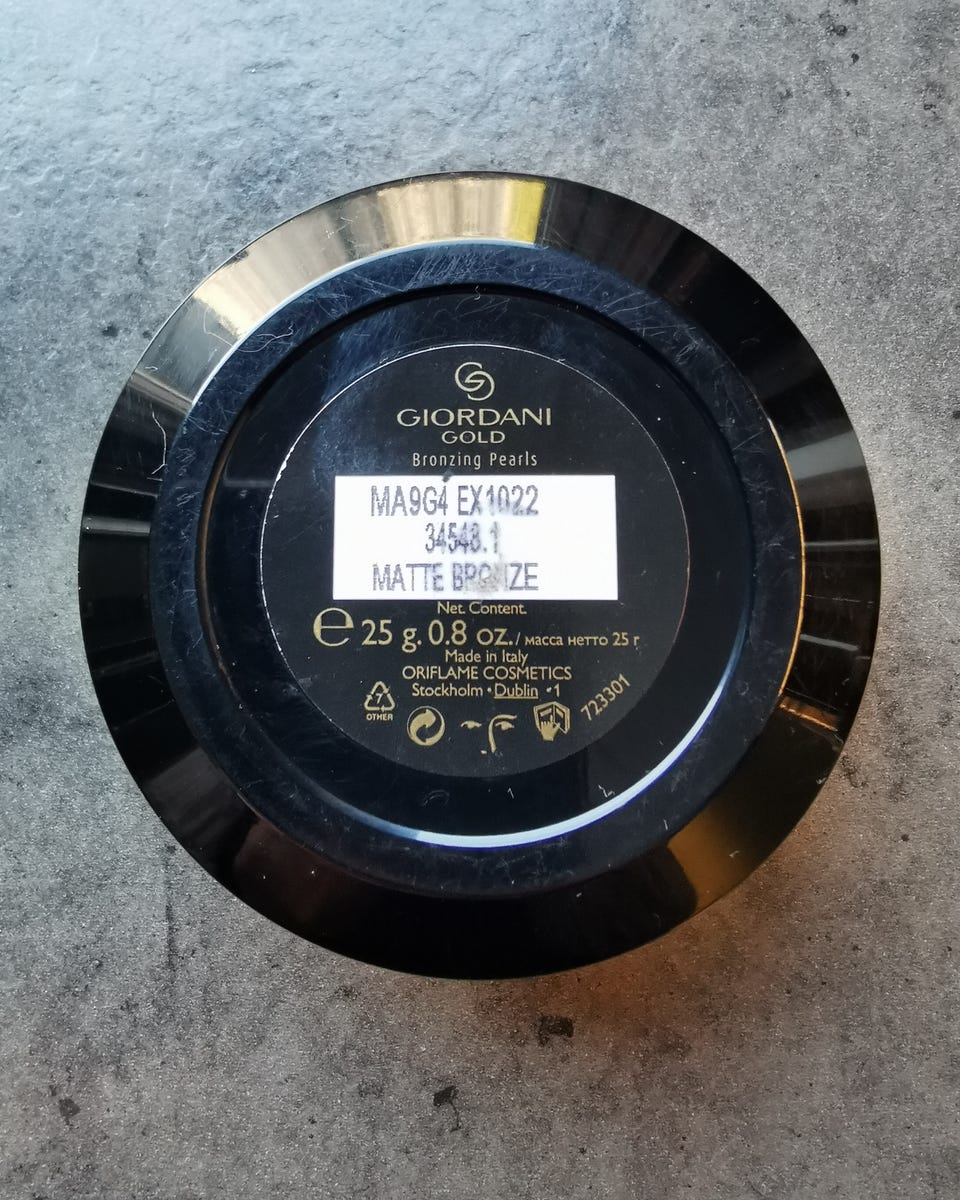 GIORDANI
GOLD
Bronzing Pearls
MA9G4 EX1022
34548.1
MATTE BRONZE
Net. Content.
℮ 25 g. 0.8 oz./ масса нетто 25 г
Made in Italy
ORIFLAME COSMETICS
Stockholm • Dublin • 1
7
OTHER
723301